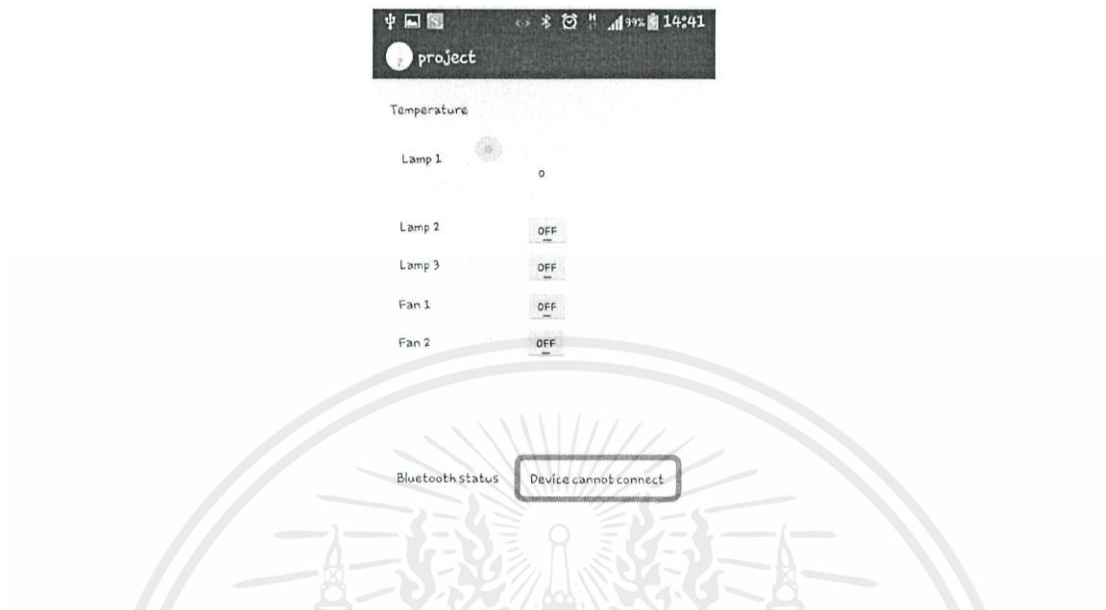 99% 14:41
project
Temperature
Lamp 1
0
Lamp 2 OFF
Lamp 3 OFF
Fan 1 OFF
Fan 2 OFF
Bluetooth status Device cannot connect